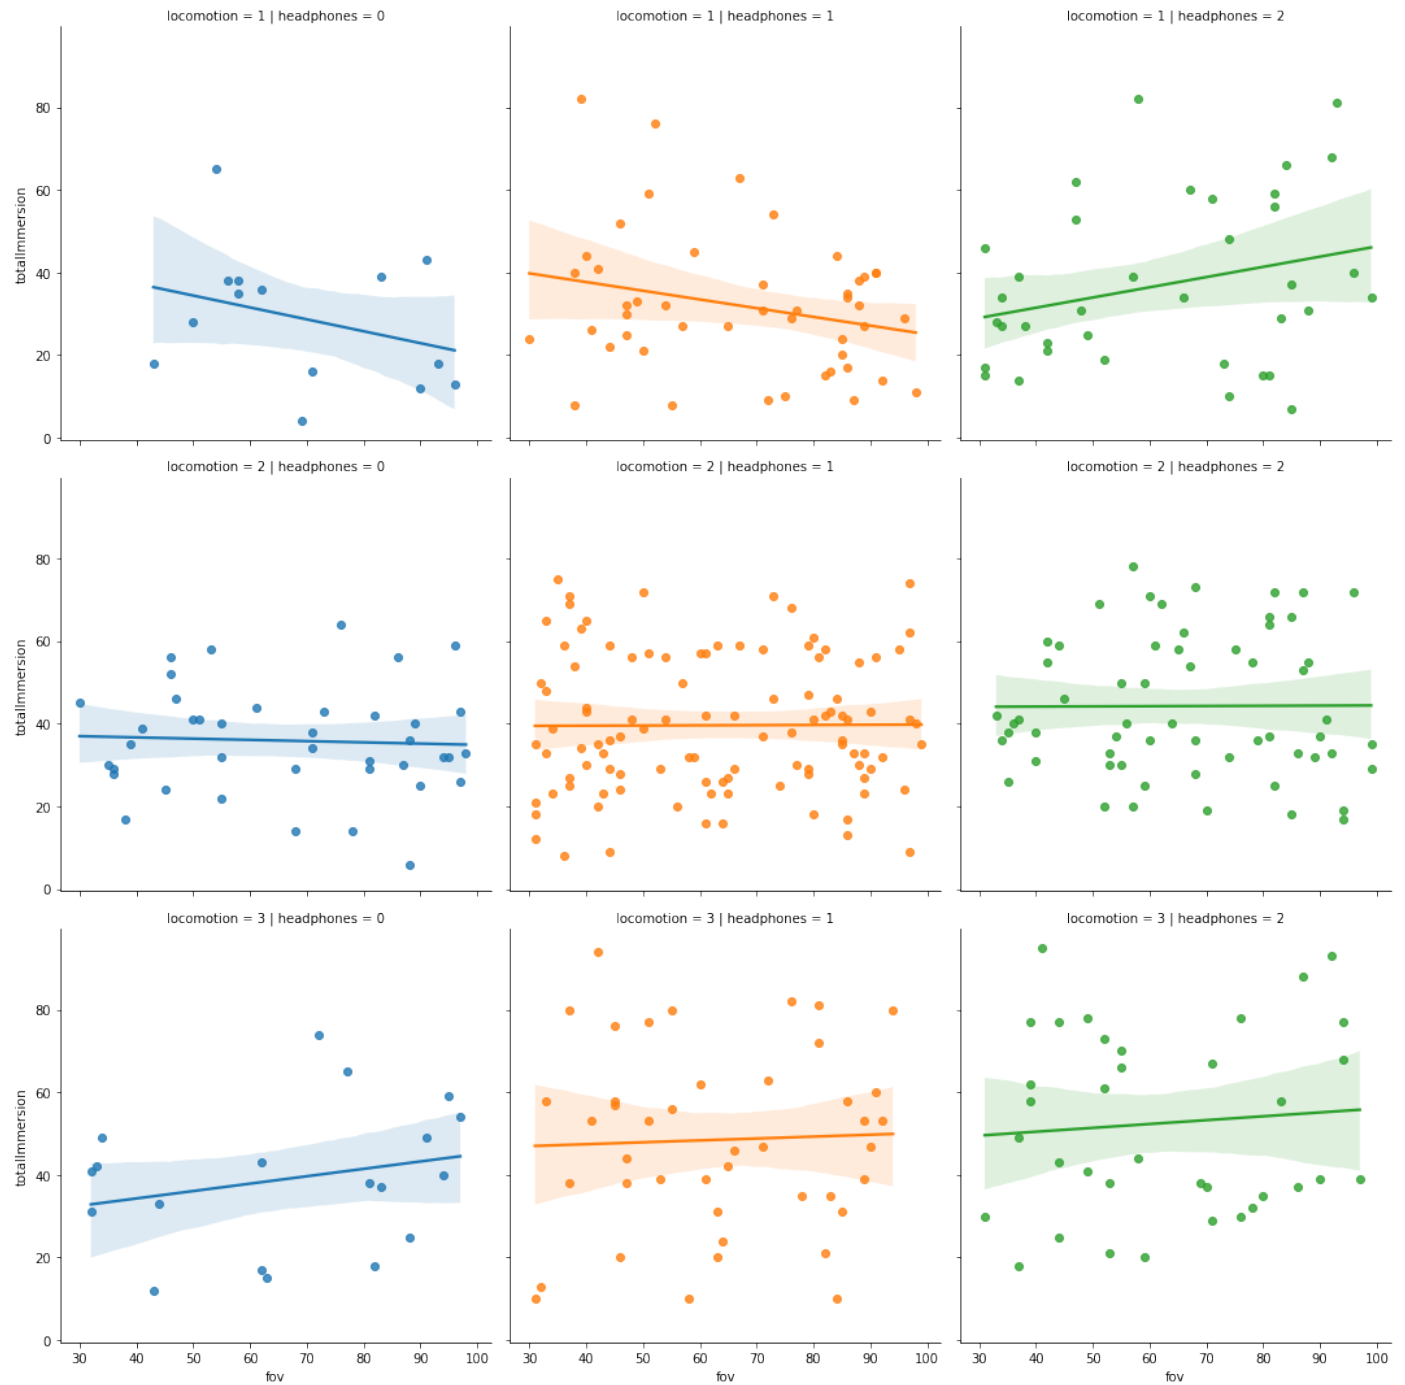 locomotion = 1 | headphones = 0
locomotion = 1 | headphones = 1
locomotion = 1 | headphones = 2
totalImmersion
80
60
40
20
0
locomotion = 2 | headphones = 0
locomotion = 2 | headphones = 1
locomotion = 2 | headphones = 2
totalImmersion
80
60
40
20
0
locomotion = 3 | headphones = 0
locomotion = 3 | headphones = 1
locomotion = 3 | headphones = 2
totalImmersion
80
60
40
20
0
30 40 50 60 70 80 90 100
fov
30 40 50 60 70 80 90 100
fov
30 40 50 60 70 80 90 100
fov